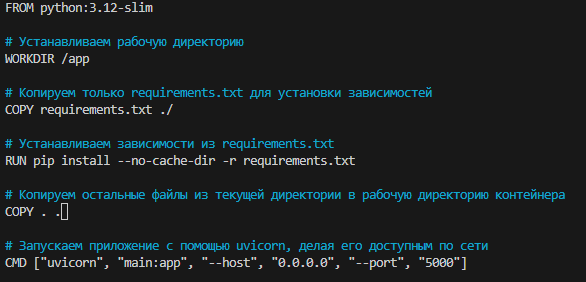 FROM python:3.12-slim
# Устанавливаем рабочую директорию
WORKDIR /app
# Копируем только requirements.txt для установки зависимостей
COPY requirements.txt ./
# Устанавливаем зависимости из requirements.txt
RUN pip install --no-cache-dir -r requirements.txt
# Копируем остальные файлы из текущей директории в рабочую директорию контейнера
COPY . .
# Запускаем приложение с помощью uvicorn, делая его доступным по сети
CMD ["uvicorn", "main:app", "--host", "0.0.0.0", "--port", "5000"]